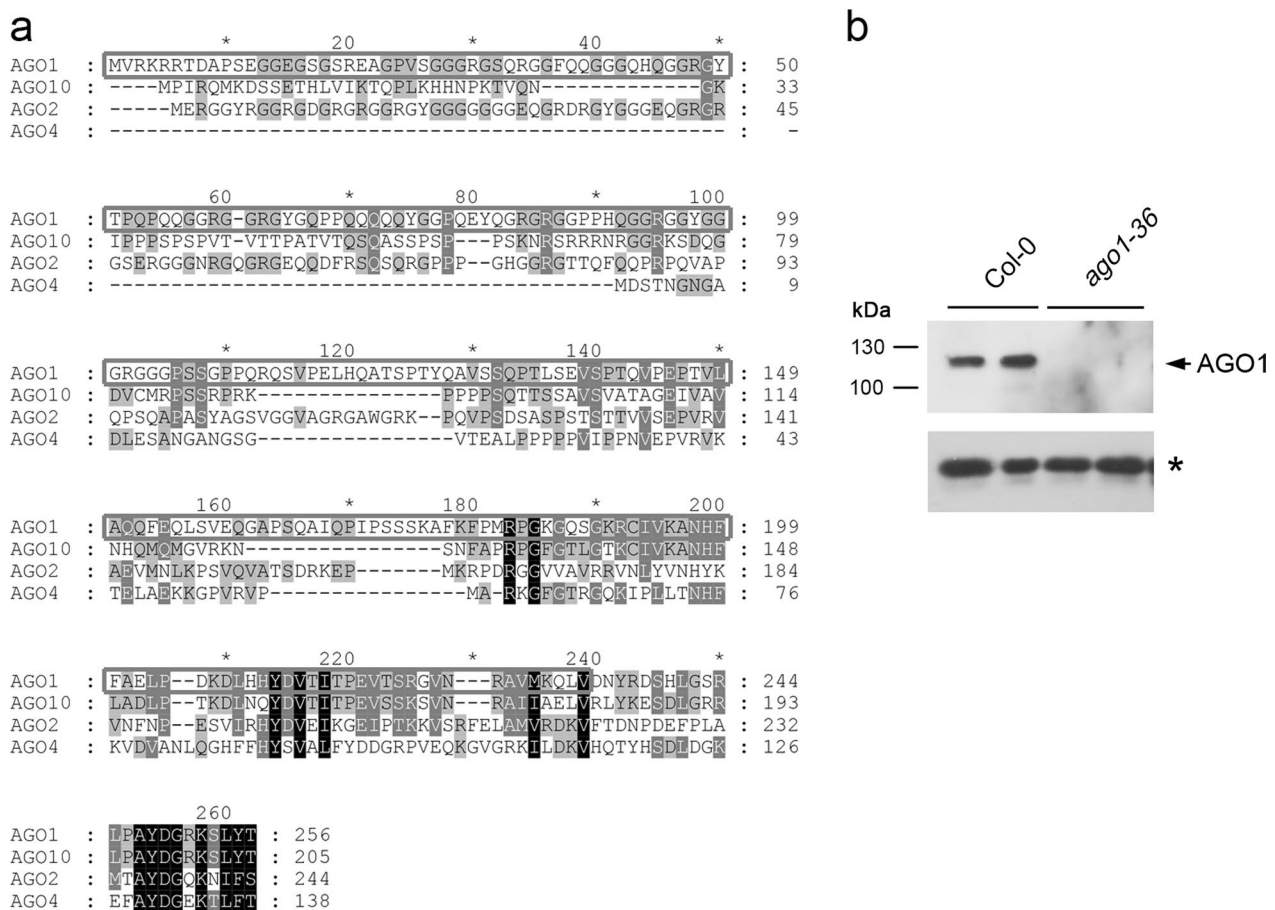 a
* 20 * 40 *
AGO1 : MVRKRRTDAPSEGGEGSGSREAGPVSGGGRGSQRGGFQQGGGQHQGGRGY : 50
AGO10 : ----MPIRQMKDSSETHLVIKTQPLKHHNPKTVQN-------------GK : 33
AGO2 : -----MERGGYRGGRGDGRGRGGRGYGGGGGGGEQGRDRGYGGGEQGRGR : 45
AGO4 : -------------------------------------------------- : -
60 * 80 * 100
AGO1 : TPQPQQGGRG-GRGYGQPPQQQQQYGGPQEYQGRGRGGPPHQGGRGGYGG : 99
AGO10 : IPPPSPSPVT-VTTPATVTQSQASSPSP---PSKNRSRRRNRGGRKSDQG : 79
AGO2 : GSERGGGNRGQGRGEQQDFRSQSQRGPPP--GHGGRGTTQFQQPRPQVAP : 93
AGO4 : -----------------------------------------MDSTNGNGA : 9
* 120 * 140 *
AGO1 : GRGGGPSSGPPQRQSVPELHQATSPTYQAVSSQPTLSEVSPTQVPEPTVL : 149
AGO10 : DVCMRPSSRPRK---------------PPPPSQTTSSAVSVATAGEIVAV : 114
AGO2 : QPSQAPASYAGSVGGVAGRGAWGRK--PQVPSDSASPSTSTTVVSEPVRV : 141
AGO4 : DLESANGANGSG----------------VTEALPPPPPVIPPNVEPVRVK : 43
160 * 180 * 200
AGO1 : AQQFEQLSVEQGAPSQAIQPIPSSSKAFKFPMRPGKGQSGKRCIVKANHF : 199
AGO10 : NHQMQMGVRKN----------------SNFAPRPGFGTLGTKCIVKANHF : 148
AGO2 : AEVMNLKPSVQVATSDRKEP-------MKRPDRGGVVAVRRVNLYVNHYK : 184
AGO4 : TELAEKKGPVRVP----------------MA-RKGFGTRGQKIPLLTNHF : 76
* 220 * 240 *
AGO1 : FAELP--DKDLHHYDVTITPEVTSRGVN---RAVMKQLVDNYRDSHLGSR : 244
AGO10 : LADLP--TKDLNQYDVTITPEVSSKSVN---RAIIAELVRLYKESDLGRR : 193
AGO2 : VNFNP--ESVIRHYDVEIKGEIPTKKVSRFELAMVRDKVFTDNPDEFPLA : 232
AGO4 : KVDVANLQGHFFHYSVALFYDDGRPVEQKGVGRKILDKVHQTYHSDLDGK : 126
260
AGO1 : LPAYDGRKSLYT : 256
AGO10 : LPAYDGRKSLYT : 205
AGO2 : MTAYDGQKNIFS : 244
AGO4 : EFAYDGEKTLFT : 138
b
Col-0 ago1-36
kDa
130
100
AGO1
*